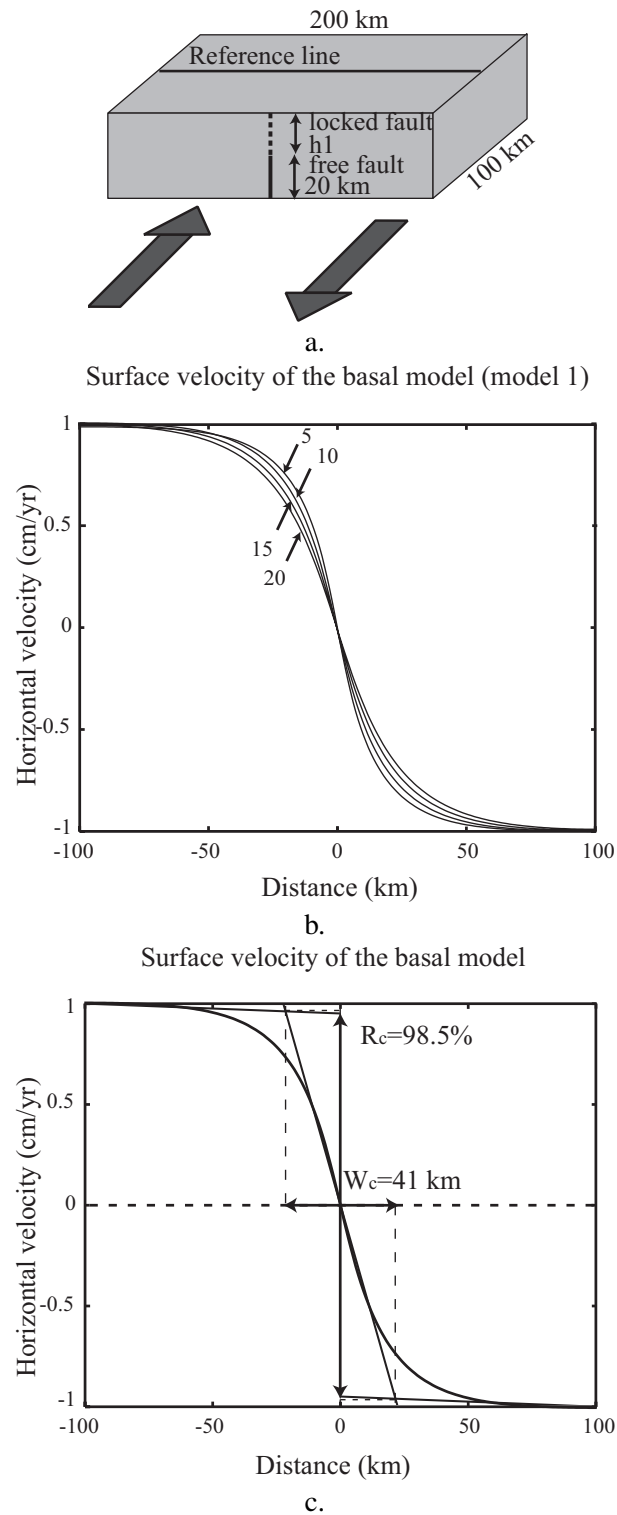 200 km
Reference line
locked fault
h1
free fault
20 km
100 km
a.
Surface velocity of the basal model (model 1)
Horizontal velocity (cm/yr)
1
0.5
0
-0.5
-1
5
10
15
20
-100
-50
0
50
100
Distance (km)
b.
Surface velocity of the basal model
Horizontal velocity (cm/yr)
1
0.5
0
-0.5
-1
Rc=98.5%
Wc=41 km
-100
-50
0
50
100
Distance (km)
c.